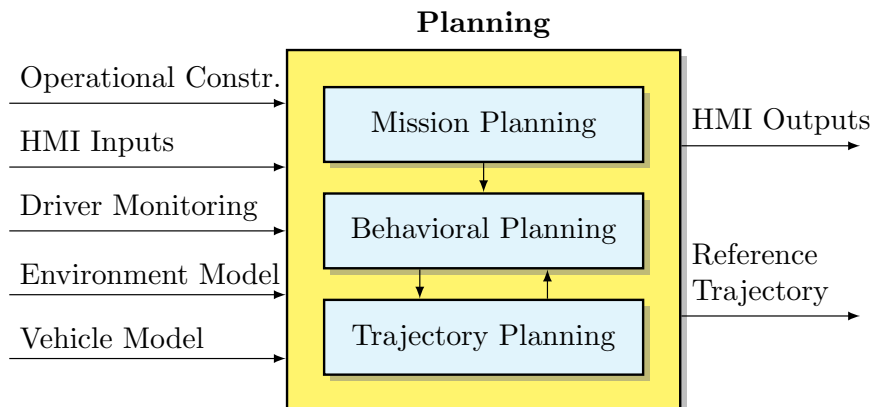 Planning
Operational Constr.
HMI Inputs
Driver Monitoring
Environment Model
Vehicle Model
Mission Planning
Behavioral Planning
Trajectory Planning
HMI Outputs
Reference
Trajectory